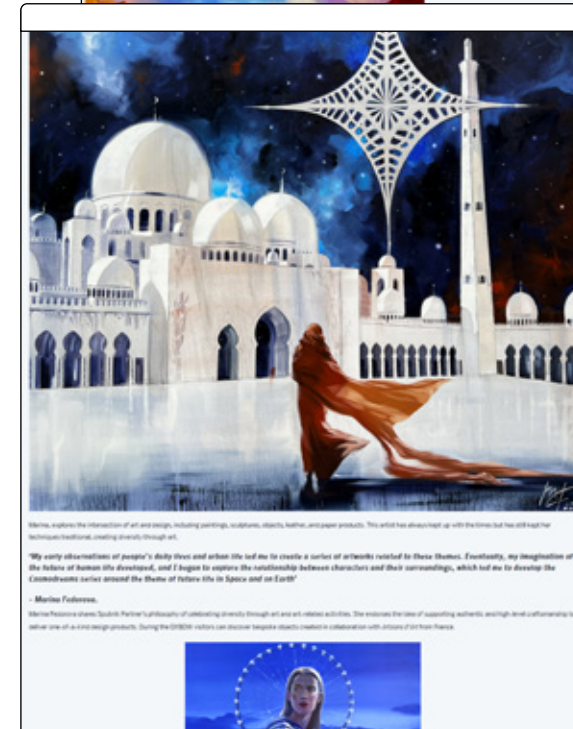 Marina, explores the intersection of art and design, including paintings, sculptures, objects, leather, and paper products. This artist has always kept up with the times but has still kept her
techniques traditional, creating diversity through art.
"My early observations of people's daily lives and urban life led me to create a series of artworks related to these themes. Eventually, my imagination of
the future of human life developed, and I began to explore the relationship between characters and their surroundings, which led me to develop the
Cosmodreams series around the theme of future life in Space and on Earth"
- Marina Fedorova.
Marina Fedorova shares Sputnik Partner's philosophy of celebrating diversity through art and art-related activities. She endorses the idea of supporting authentic and high-level craftsmanship to
deliver one-of-a-kind design products. During the visitors can discover bespoke objects created in collaboration with from France.